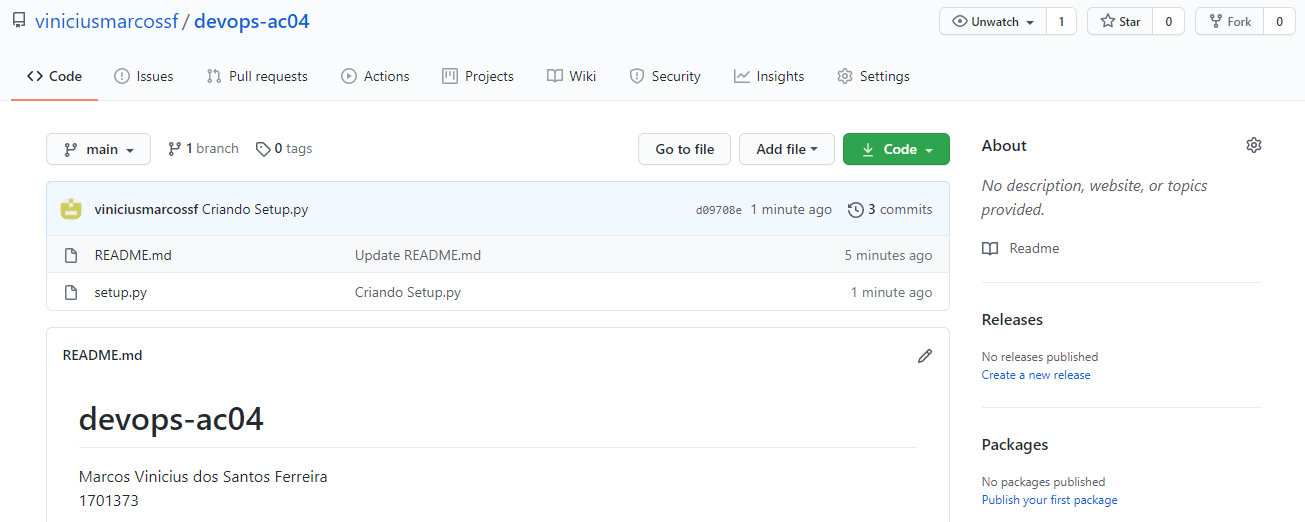 viniciusmarcossf / devops-ac04
Unwatch 1 Star 0 Fork 0
Code Issues Pull requests Actions Projects Wiki Security Insights Settings
main 1 branch 0 tags Go to file Add file Code
viniciusmarcossf Criando Setup.py d09708e 1 minute ago 3 commits
README.md Update README.md 5 minutes ago
setup.py Criando Setup.py 1 minute ago
README.md
devops-ac04
Marcos Vinicius dos Santos Ferreira
1701373
About
No description, website, or topics
provided.
Readme
Releases
No releases published
Create a new release
Packages
No packages published
Publish your first package